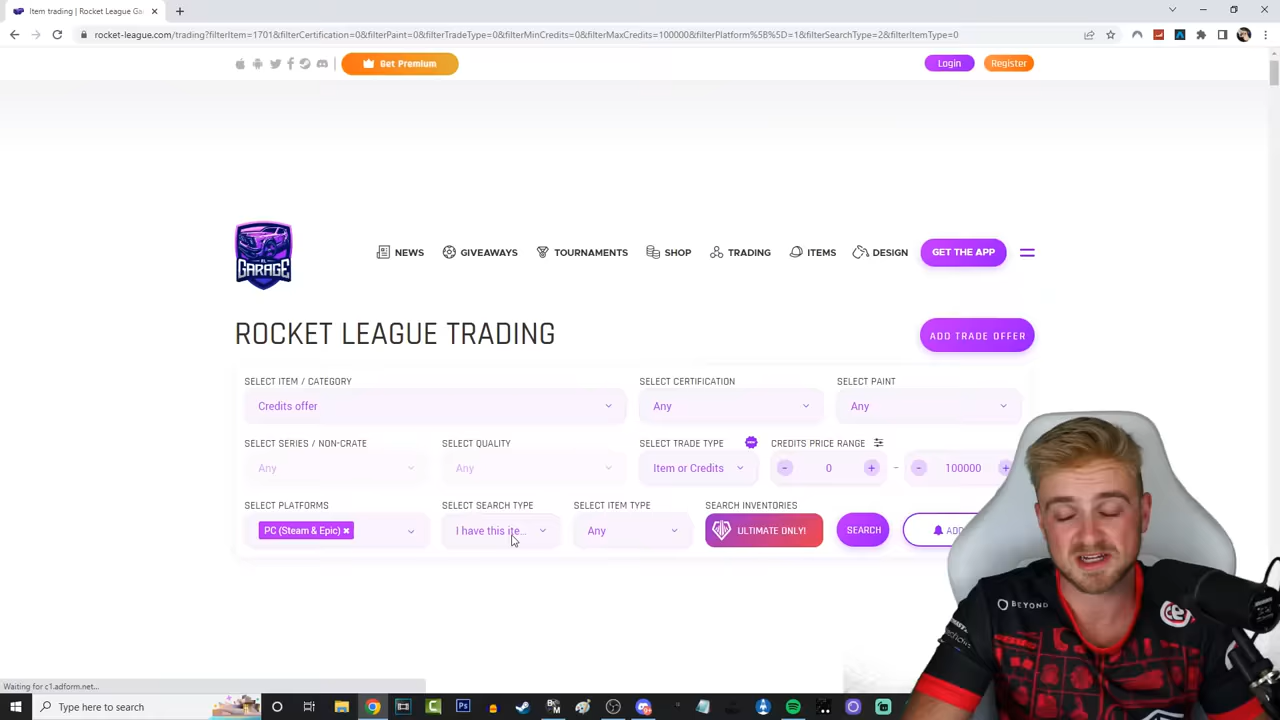 Item trading | Rocket League Ga
rocket-league.com/trading?filterItem=1701&filterCertification=0&filterPaint=0&filterTradeType=0&filterMinCredits=0&filterMaxCredits=100000&filterPlatform%5B%5D=1&filterSearchType=2&filterItemType=0
Get Premium
Login
Register
GARAGE
NEWS
GIVEAWAYS
TOURNAMENTS
SHOP
TRADING
ITEMS
DESIGN
GET THE APP
ROCKET LEAGUE TRADING
ADD TRADE OFFER
SELECT ITEM / CATEGORY
SELECT CERTIFICATION
SELECT PAINT
Credits offer
Any
Any
SELECT SERIES / NON-CRATE
SELECT QUALITY
SELECT TRADE TYPE
CREDITS PRICE RANGE
Any
Any
Item or Credits
- 0 +
–
- 100000 +
SELECT PLATFORMS
SELECT SEARCH TYPE
SELECT ITEM TYPE
SEARCH INVENTORIES
PC (Steam & Epic) ×
I have this ite...
Any
ULTIMATE ONLY!
SEARCH
ADD
BEYOND
Waiting for c1.adform.net...
Type here to search